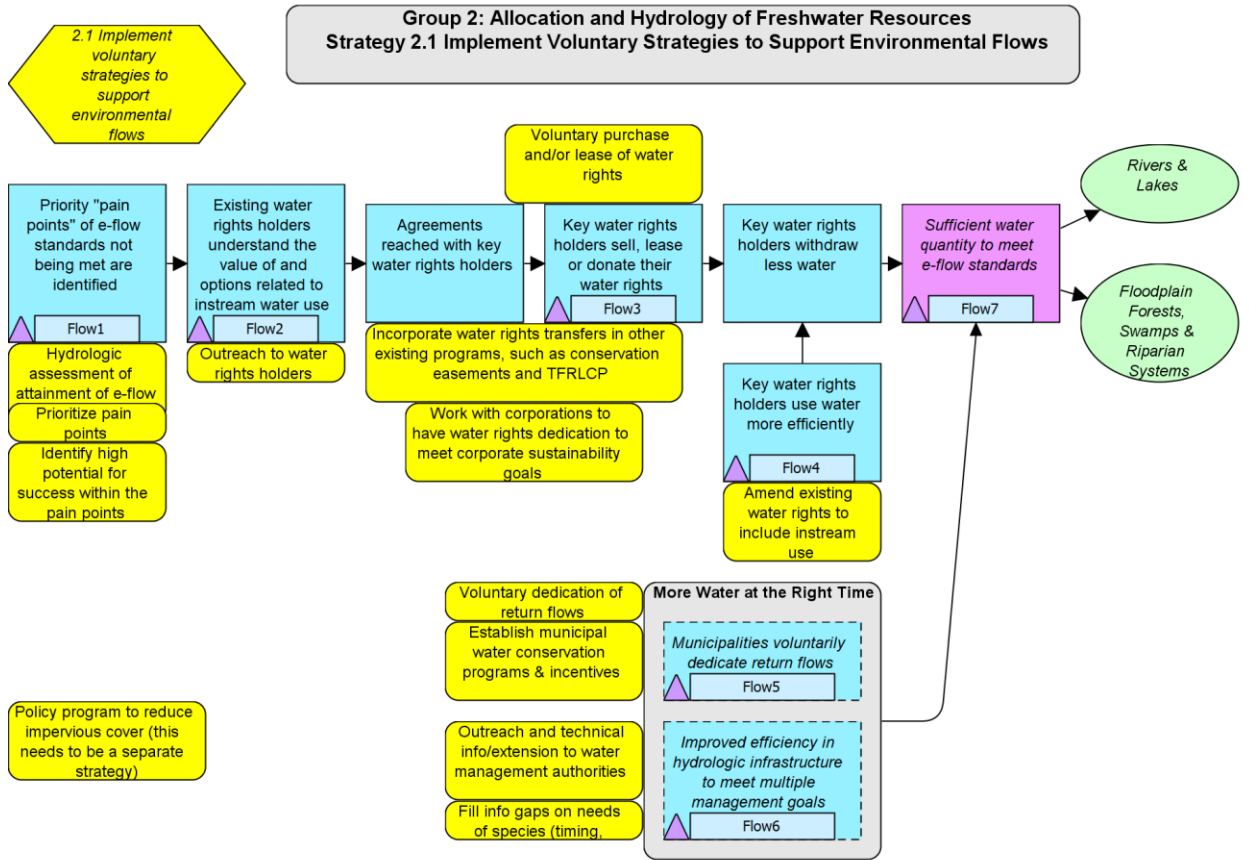 Group 2: Allocation and Hydrology of Freshwater Resources
Strategy 2.1 Implement Voluntary Strategies to Support Environmental Flows
2.1 Implement
voluntary
strategies to
support
environmental
flows
Voluntary purchase
and/or lease of water
rights
Priority "pain
points" of e-flow
standards not
being met are
identified
Flow1
Existing water
rights holders
understand the
value of and
options related to
instream water use
Flow2
Agreements
reached with key
water rights holders
Key water rights
holders sell, lease
or donate their
water rights
Flow3
Key water rights
holders withdraw
less water
Sufficient water
quantity to meet
e-flow standards
Flow7
Rivers &
Lakes
Floodplain
Forests,
Swamps &
Riparian
Systems
Hydrologic
assessment of
attainment of e-flow
Prioritize pain
points
Identify high
potential for
success within the
pain points
Outreach to water
rights holders
Incorporate water rights transfers in other
existing programs, such as conservation
easements and TFRLCP
Work with corporations to
have water rights dedication to
meet corporate sustainability
goals
Key water rights
holders use water
more efficiently
Flow4
Amend existing
water rights to
include instream
use
Voluntary dedication of
return flows
Establish municipal
water conservation
programs & incentives
Outreach and technical
info/extension to water
management authorities
Fill info gaps on needs
of species (timing,
More Water at the Right Time
Municipalities voluntarily
dedicate return flows
Flow5
Improved efficiency in
hydrologic infrastructure
to meet multiple
management goals
Flow6
Policy program to reduce
impervious cover (this
needs to be a separate
strategy)